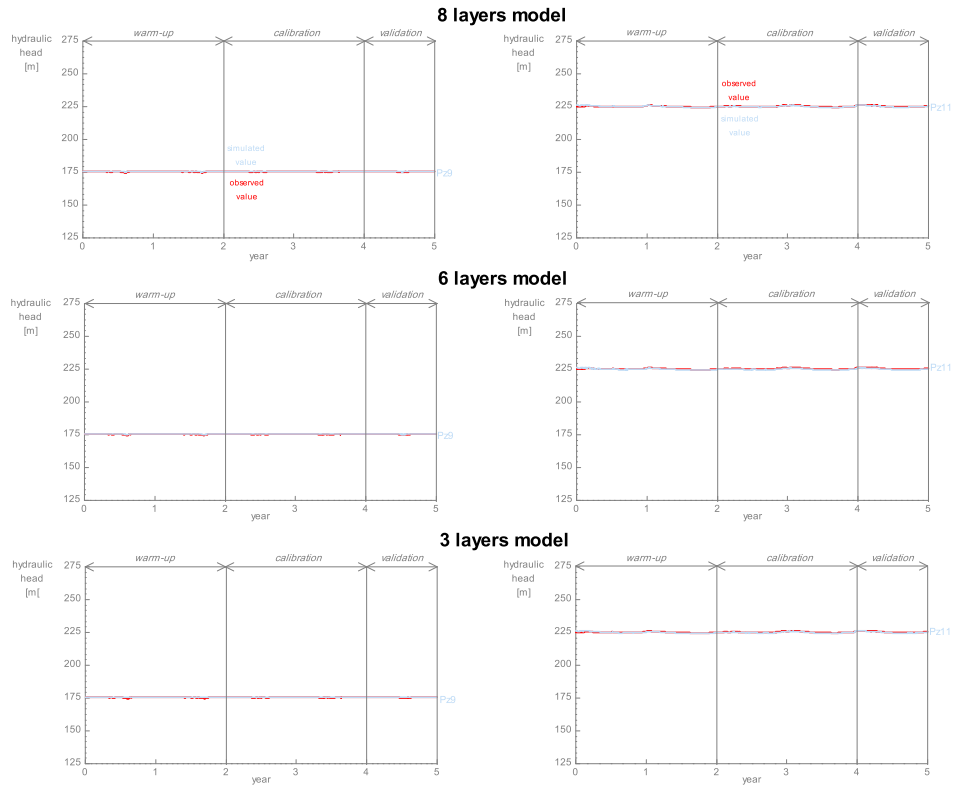 8 layers model
hydraulic
head
[m]
warm-up calibration validation
275
250
225
200
175
150
125
simulated
value
observed
value
Pz9
0 1 2 3 4 5
year
hydraulic
head
[m]
warm-up calibration validation
275
250
225
200
175
150
125
observed
value
simulated
value
Pz11
0 1 2 3 4 5
year
6 layers model
hydraulic
head
[m]
warm-up calibration validation
275
250
225
200
175
150
125
Pz9
0 1 2 3 4 5
year
hydraulic
head
[m]
warm-up calibration validation
275
250
225
200
175
150
125
Pz11
0 1 2 3 4 5
year
3 layers model
hydraulic
head
[m[
warm-up calibration validation
275
250
225
200
175
150
125
Pz9
0 1 2 3 4 5
year
hydraulic
head
[m]
warm-up calibration validation
275
250
225
200
175
150
125
Pz11
0 1 2 3 4 5
year